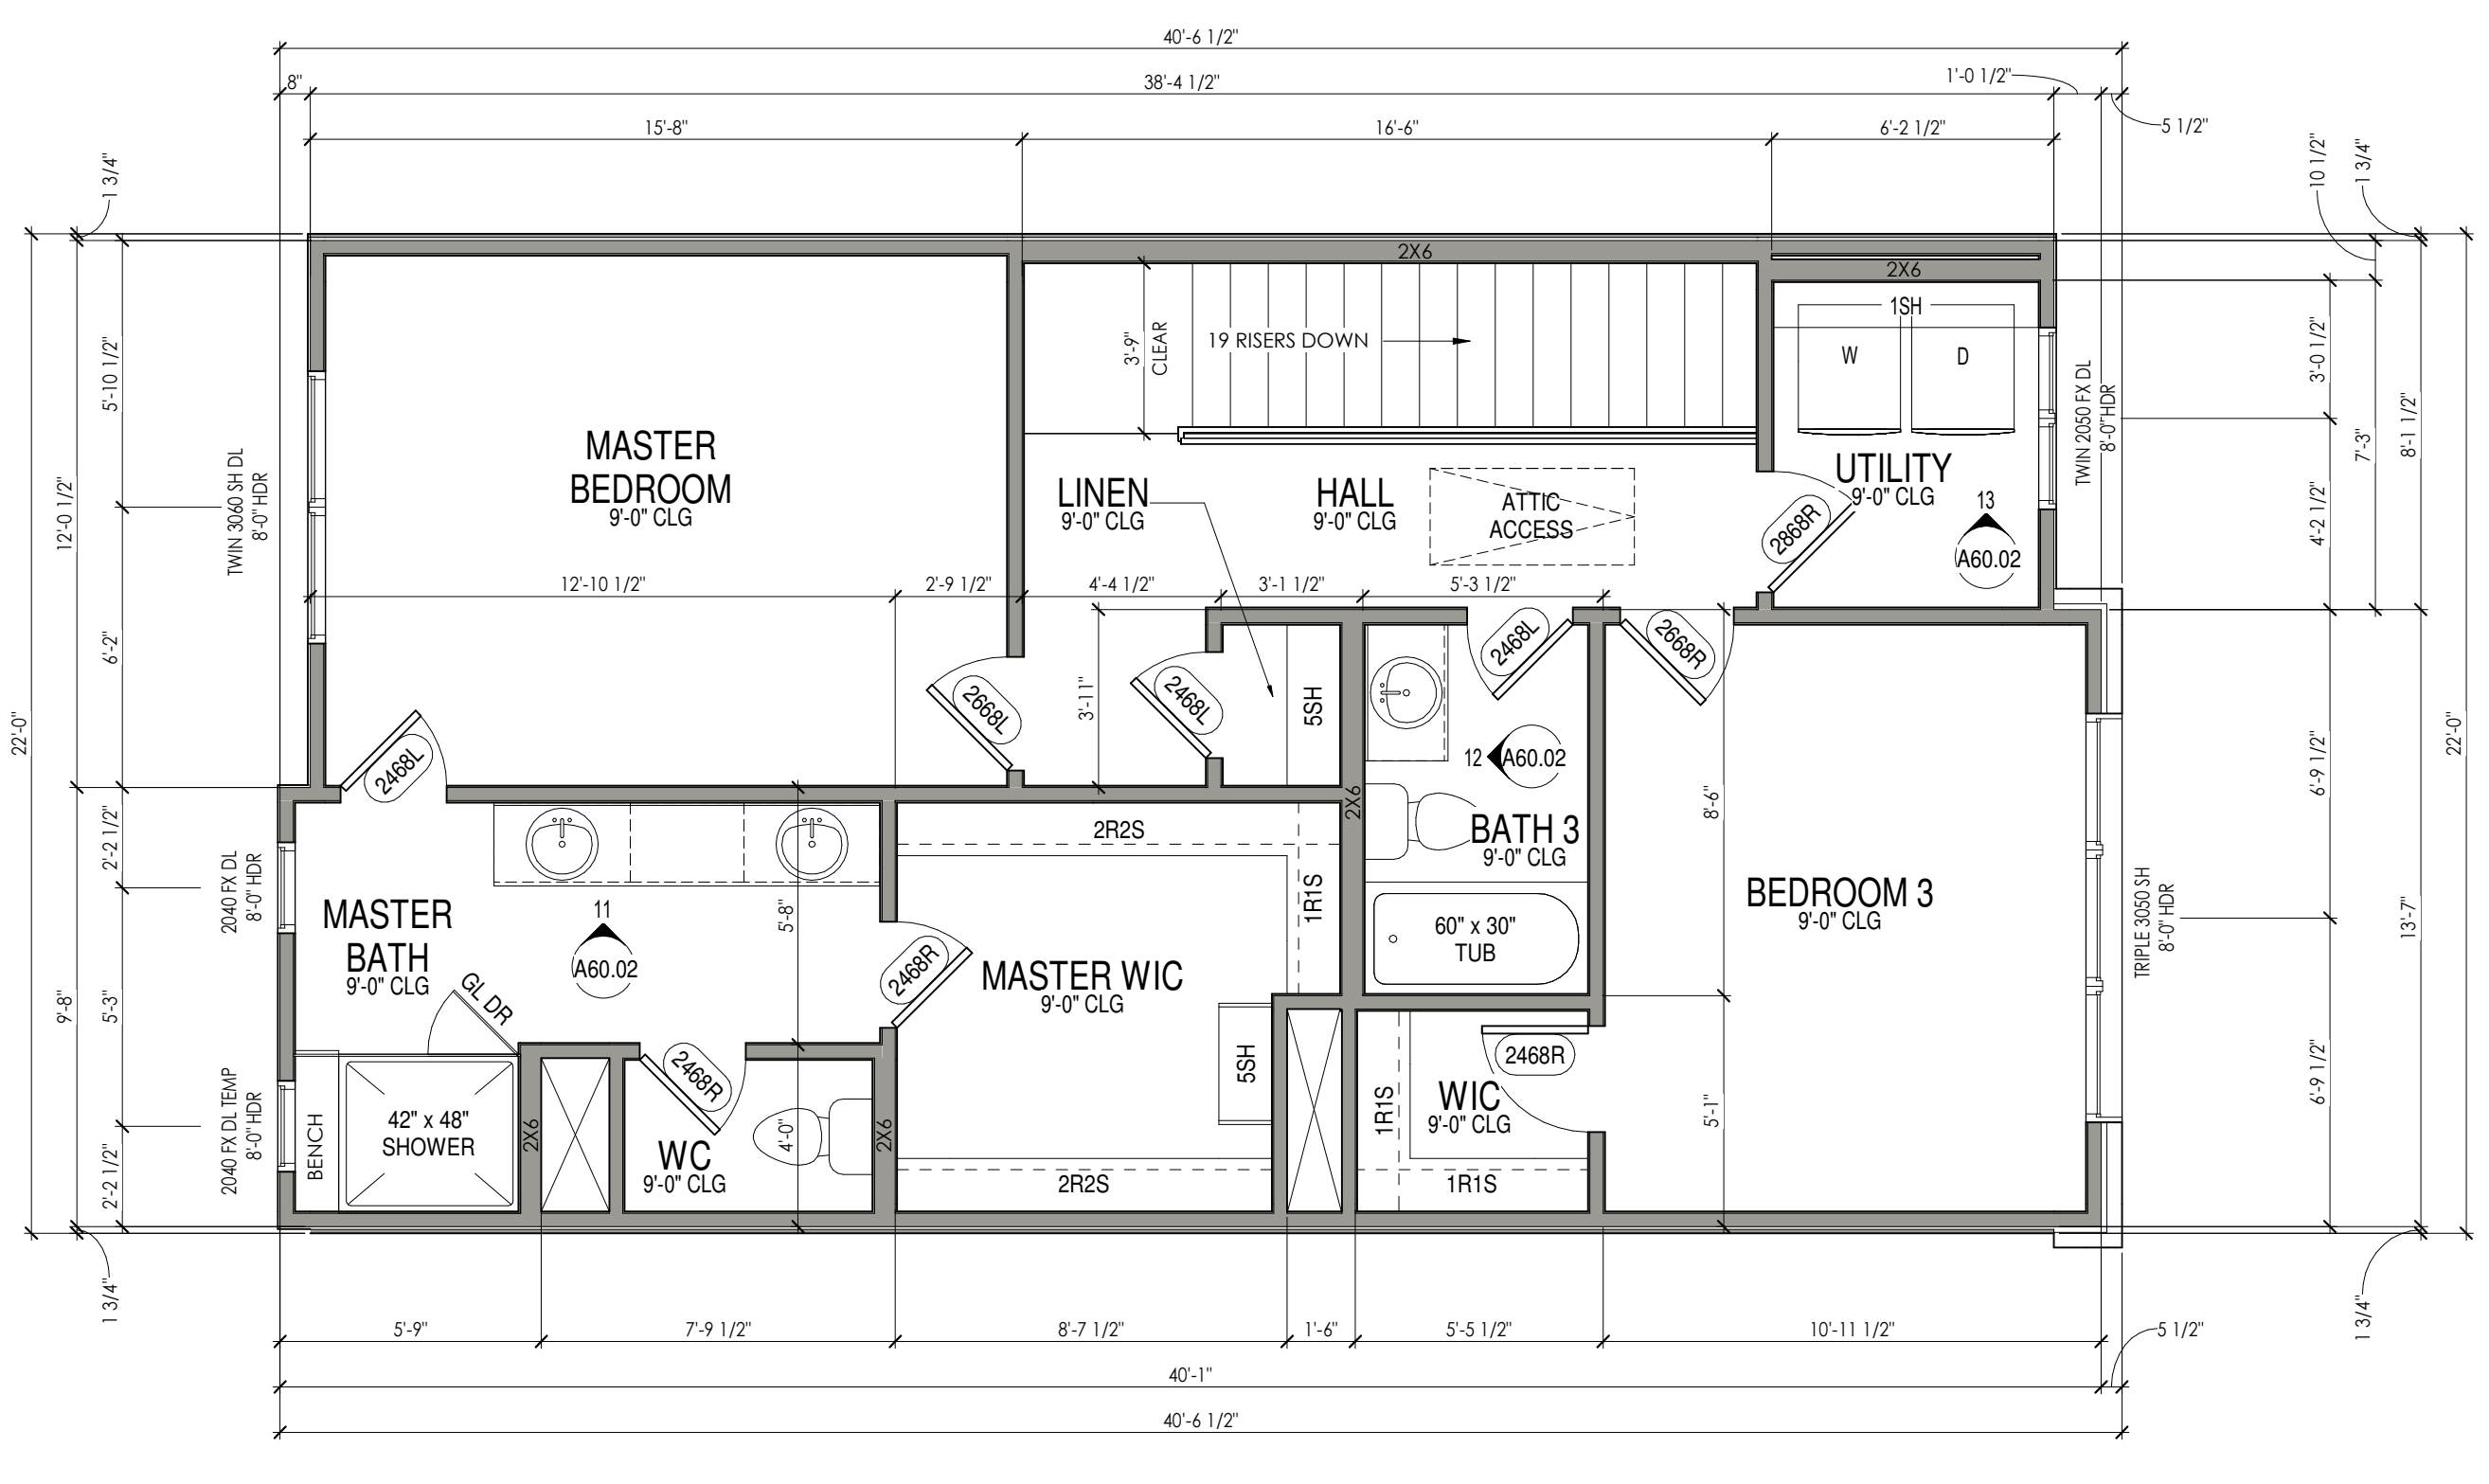 40'-6 1/2"
8"
38'-4 1/2"
1'-0 1/2"
5 1/2"
15'-8"
16'-6"
6'-2 1/2"
1 3/4"
10 1/2"
1 3/4"
2X6
2X6
1SH
W
D
3'-9"
CLEAR
19 RISERS DOWN
5'-10 1/2"
12'-0 1/2"
6'-2"
22'-0"
TWIN 3060 SH DL
8'-0" HDR
MASTER
BEDROOM
9'-0" CLG
LINEN
9'-0" CLG
HALL
9'-0" CLG
ATTIC
ACCESS
UTILITY
9'-0" CLG
2868R
13
A60.02
TWIN 2050 FX DL
8'-0" HDR
3'-0 1/2"
4'-2 1/2"
7'-3"
8'-1 1/2"
12'-10 1/2"
2'-9 1/2"
4'-4 1/2"
3'-1 1/2"
5'-3 1/2"
2468L
2668L
3'-11"
2468L
5SH
2468L
2668R
12
A60.02
2X6
BATH 3
9'-0" CLG
60" x 30"
TUB
8'-6"
BEDROOM 3
9'-0" CLG
TRIPLE 3050 SH
8'-0" HDR
6'-9 1/2"
6'-9 1/2"
13'-7"
22'-0"
2'-2 1/2"
5'-3"
2'-2 1/2"
9'-8"
2040 FX DL
8'-0" HDR
2040 FX DL TEMP
8'-0" HDR
MASTER
BATH
9'-0" CLG
11
A60.02
5'-8"
GL DR
2468R
2R2S
1R1S
MASTER WIC
9'-0" CLG
5SH
2R2S
BENCH
42" x 48"
SHOWER
2X6
2468R
WC
9'-0" CLG
4'-0"
2X6
2468R
WIC
9'-0" CLG
1R1S
1R1S
5'-1"
1 3/4"
1 3/4"
5'-9"
7'-9 1/2"
8'-7 1/2"
1'-6"
5'-5 1/2"
10'-11 1/2"
5 1/2"
40'-1"
40'-6 1/2"